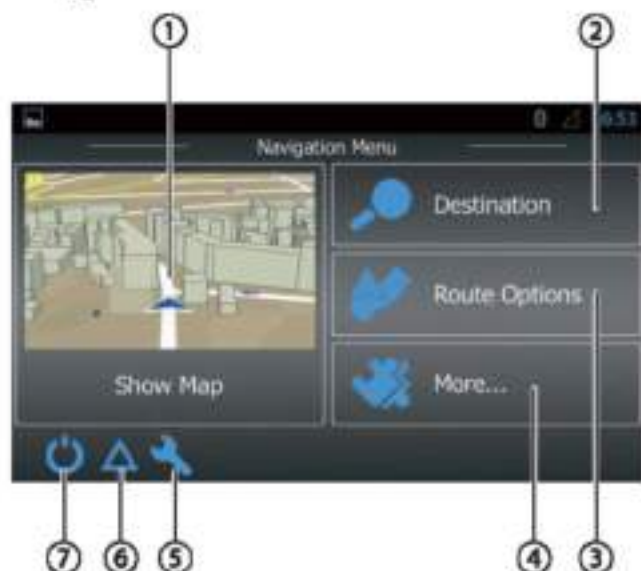 ① ②
Navigation Menu
Destination
Route Options
Show Map
More...
⑦ ⑥ ⑤ ④ ③